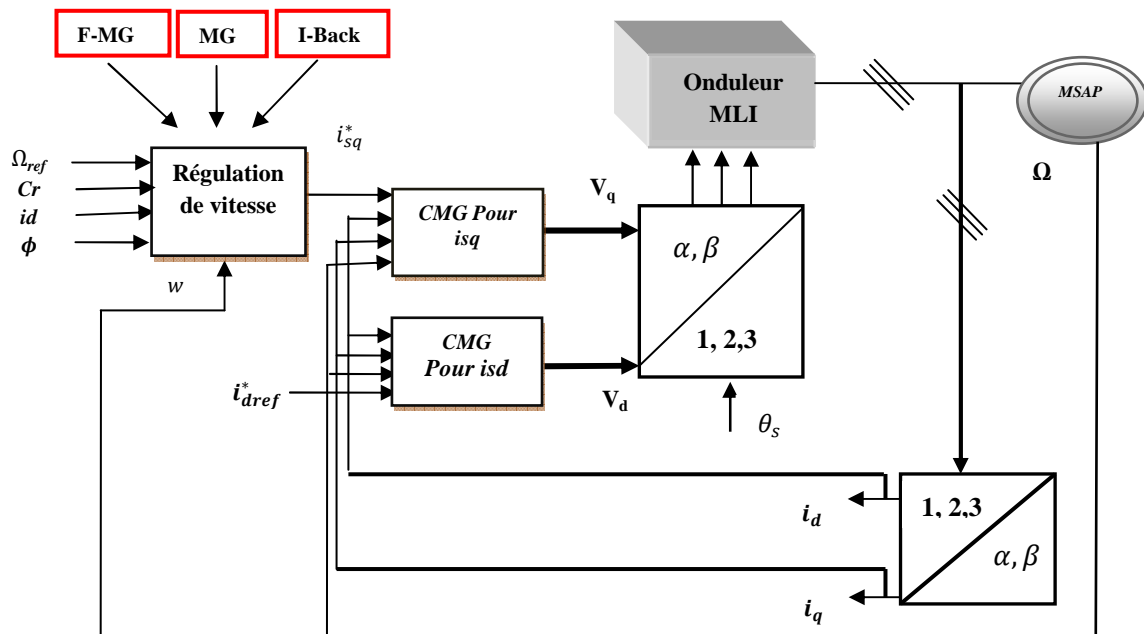 F-MG
MG
I-Back
Onduleur
MLI
MSAP
i*sq
Ωref
Cr
id
ϕ
Régulation
de vitesse
w
CMG Pour
isq
Vq
α, β
1, 2,3
Ω
CMG
Pour isd
i*dref
Vd
θs
id
1, 2,3
α, β
iq